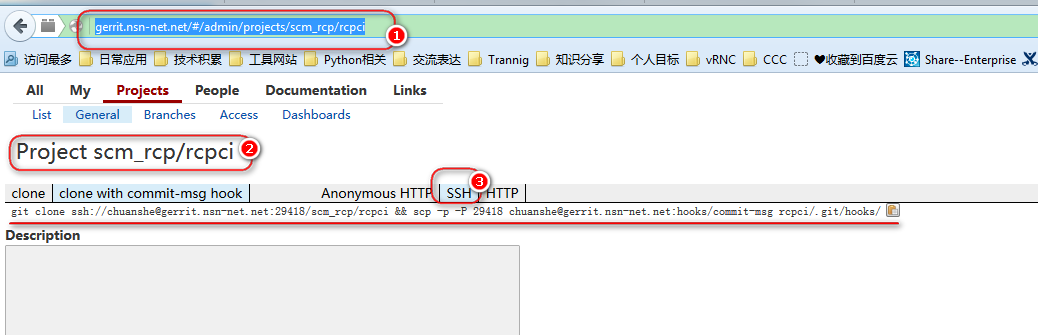 gerrit.nsn-net.net/#/admin/projects/scm_rcp/rcpci
1
访问最多 日常应用 技术积累 工具网站 Python相关 交流表达 Trannig 知识分享 个人目标 vRNC CCC ♥收藏到百度云 Share--Enterprise
All My Projects People Documentation Links
List General Branches Access Dashboards
Project scm_rcp/rcpci 2
3
clone clone with commit-msg hook Anonymous HTTP SSH HTTP
git clone ssh://chuanshe@gerrit.nsn-net.net:29418/scm_rcp/rcpci && scp -p -P 29418 chuanshe@gerrit.nsn-net.net:hooks/commit-msg rcpci/.git/hooks/
Description